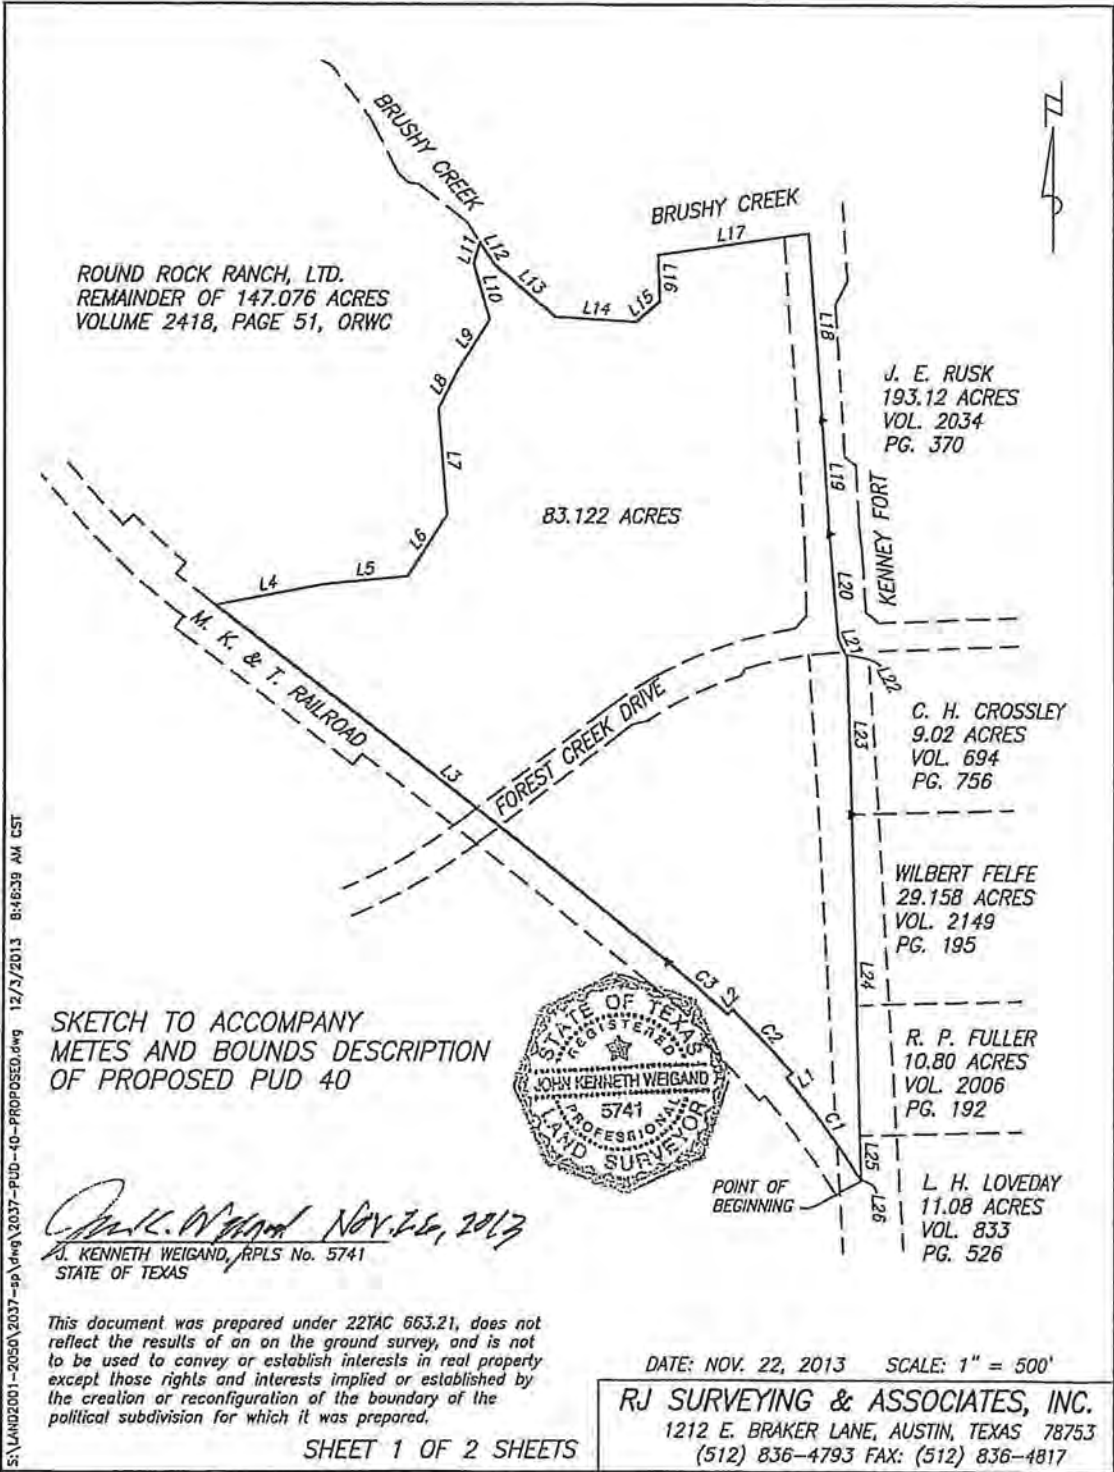 BRUSHY CREEK
BRUSHY CREEK
L17
L11
L12
L13
L10
L14
L15
L16
L18
ROUND ROCK RANCH, LTD.
REMAINDER OF 147.076 ACRES
VOLUME 2418, PAGE 51, ORWC
L9
L8
L7
J. E. RUSK
193.12 ACRES
VOL. 2034
PG. 370
L19
KENNEY FORT
83.122 ACRES
L6
L5
L4
L20
M. K. & T. RAILROAD
L21
L22
FOREST CREEK DRIVE
L3
L23
C. H. CROSSLEY
9.02 ACRES
VOL. 694
PG. 756
WILBERT FELFE
29.158 ACRES
VOL. 2149
PG. 195
L24
C3
L2
C2
L1
C1
R. P. FULLER
10.80 ACRES
VOL. 2006
PG. 192
L25
L26
POINT OF
BEGINNING
L. H. LOVEDAY
11.08 ACRES
VOL. 833
PG. 526
SKETCH TO ACCOMPANY
METES AND BOUNDS DESCRIPTION
OF PROPOSED PUD 40
STATE OF TEXAS
REGISTERED
JOHN KENNETH WEIGAND
5741
PROFESSIONAL
LAND SURVEYOR
2013
J. KENNETH WEIGAND, RPLS No. 5741
STATE OF TEXAS
This document was prepared under 22TAC 663.21, does not
reflect the results of an on the ground survey, and is not
to be used to convey or establish interests in real property
except those rights and interests implied or established by
the creation or reconfiguration of the boundary of the
political subdivision for which it was prepared.
SHEET 1 OF 2 SHEETS
DATE: NOV. 22, 2013 SCALE: 1" = 500'
RJ SURVEYING & ASSOCIATES, INC.
1212 E. BRAKER LANE, AUSTIN, TEXAS 78753
(512) 836-4793 FAX: (512) 836-4817
S:\LAND2001-2050\2037-sp\dwg\2037-PUD-40-PROPOSED.dwg 12/3/2013 8:46:39 AM CST